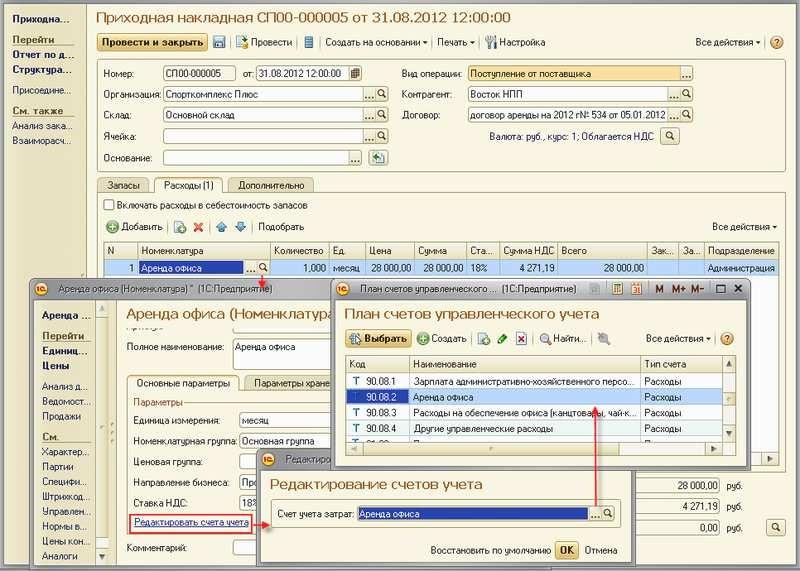 Приходна...
Перейти
Отчет по д...
Структура...
Присоедине...
См. также
Анализ зака...
Взаиморасч...
Приходная накладная СП00-000005 от 31.08.2012 12:00:00
Провести и закрыть Провести Создать на основании Печать Настройка Все действия
Номер: СП00-000005 от: 31.08.2012 12:00:00 Вид операции: Поступление от поставщика ...
Организация: Спорткомплекс Плюс ... Контрагент: Восток НПП ...
Склад: Основной склад ... Договор: договор аренды на 2012 г№ 534 от 05.01.2012 ...
Ячейка: ... Валюта: руб., курс: 1; Облагается НДС
Основание: ...
Запасы Расходы (1) Дополнительно
Включать расходы в себестоимость запасов
Добавить Подобрать Все действия
N Номенклатура Количество Ед. Цена Сумма Ста... Сумма НДС Всего Зак... За... Подразделение
1 Аренда офиса ... 1,000 месяц 28 000,00 28 000,00 18% 4 271,19 28 000,00 Администрация
Аренда офиса (Номенклатура) * (1С:Предприятие)
Аренда ...
Перейти
Единиц...
Цены
Анализ д...
Ведомост...
Продажи
См.
Характер...
Партии
Специфи...
Штрихкод...
Управлен...
Нормы в...
Цены кон...
Аналоги
Аренда офиса (Номенклатура
Полное наименование: Аренда офиса
Основные параметры Параметры хране
Параметры
Единица измерения: месяц
Номенклатурная группа: Основная группа
Ценовая группа:
Направление бизнеса: Про
Ставка НДС: 18%
Редактировать счета учета
Комментарий:
План счетов управленческого ... (1С:Предприятие) M M+ M-
План счетов управленческого учета
Выбрать Создать Найти... Все действия
Код Наименование Тип счета
Т 90.08.1 Зарплата административно-хозяйственного персо... Расходы
Т 90.08.2 Аренда офиса Расходы
Т 90.08.3 Расходы на обеспечение офиса (канцтовары, чай-к... Расходы
Т 90.08.4 Другие управленческие расходы Расходы
Редактиро
Редактирование счетов учета
Счет учета затрат: Аренда офиса ...
Восстановить по умолчанию OK Отмена
28 000,00 руб.
4 271,19 руб.
0,00 руб.